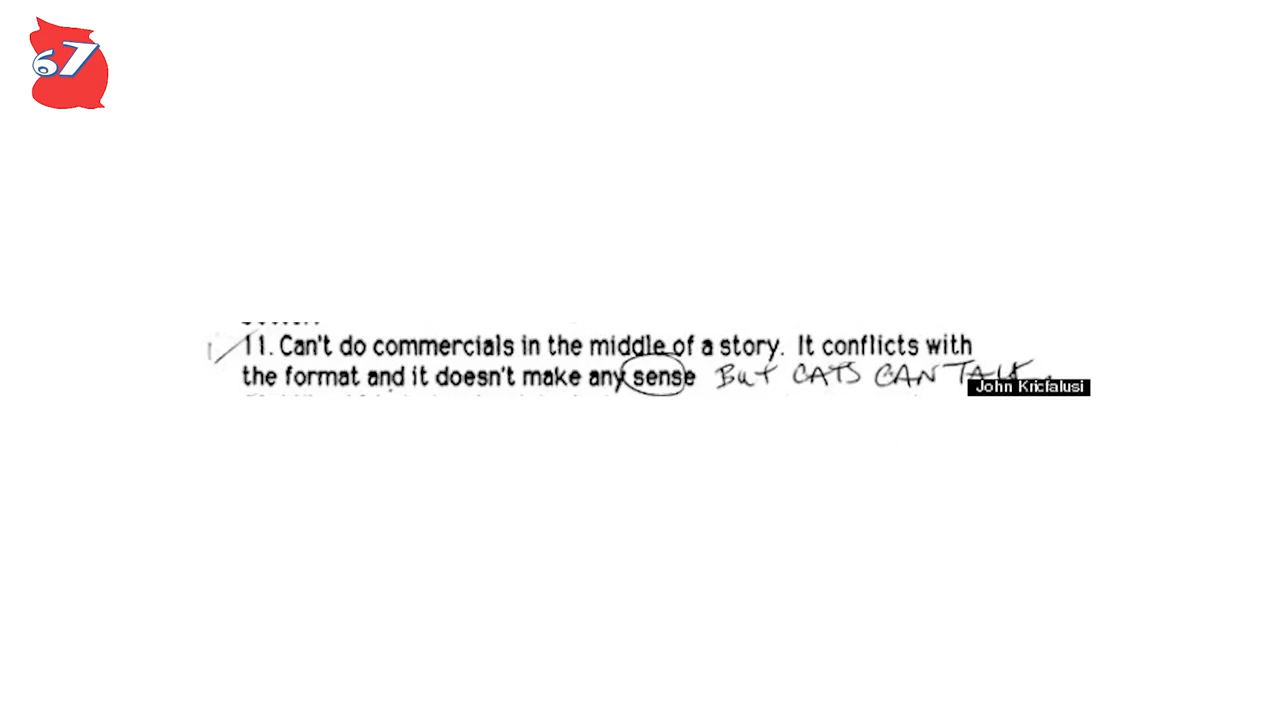 67
11. Can't do commercials in the middle of a story. It conflicts with
the format and it doesn't make any sense BUT CATS CAN TALK.
John Kricfalusi